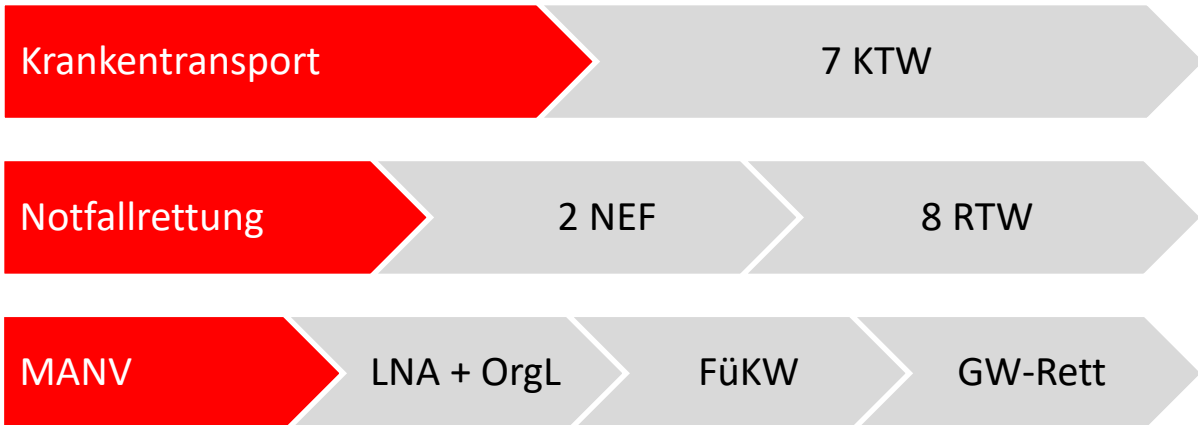 Krankentransport 7 KTW
Notfallrettung 2 NEF 8 RTW
MANV LNA + OrgL FüKW GW-Rett